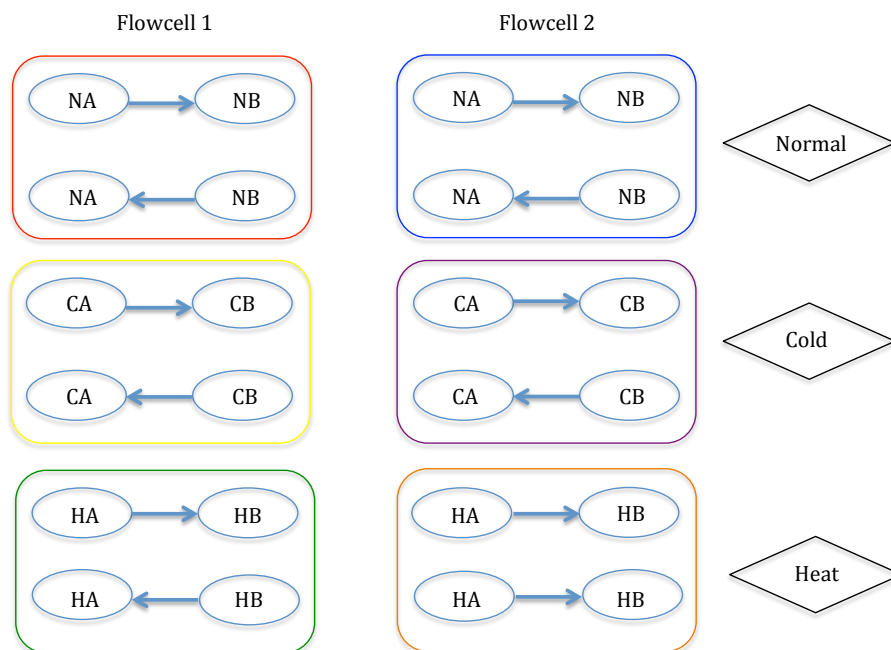 Flowcell 1 Flowcell 2
NA NB NA NB
Normal
NA NB NA NB
CA CB CA CB
Cold
CA CB CA CB
HA HB HA HB
Heat
HA HB HA HB